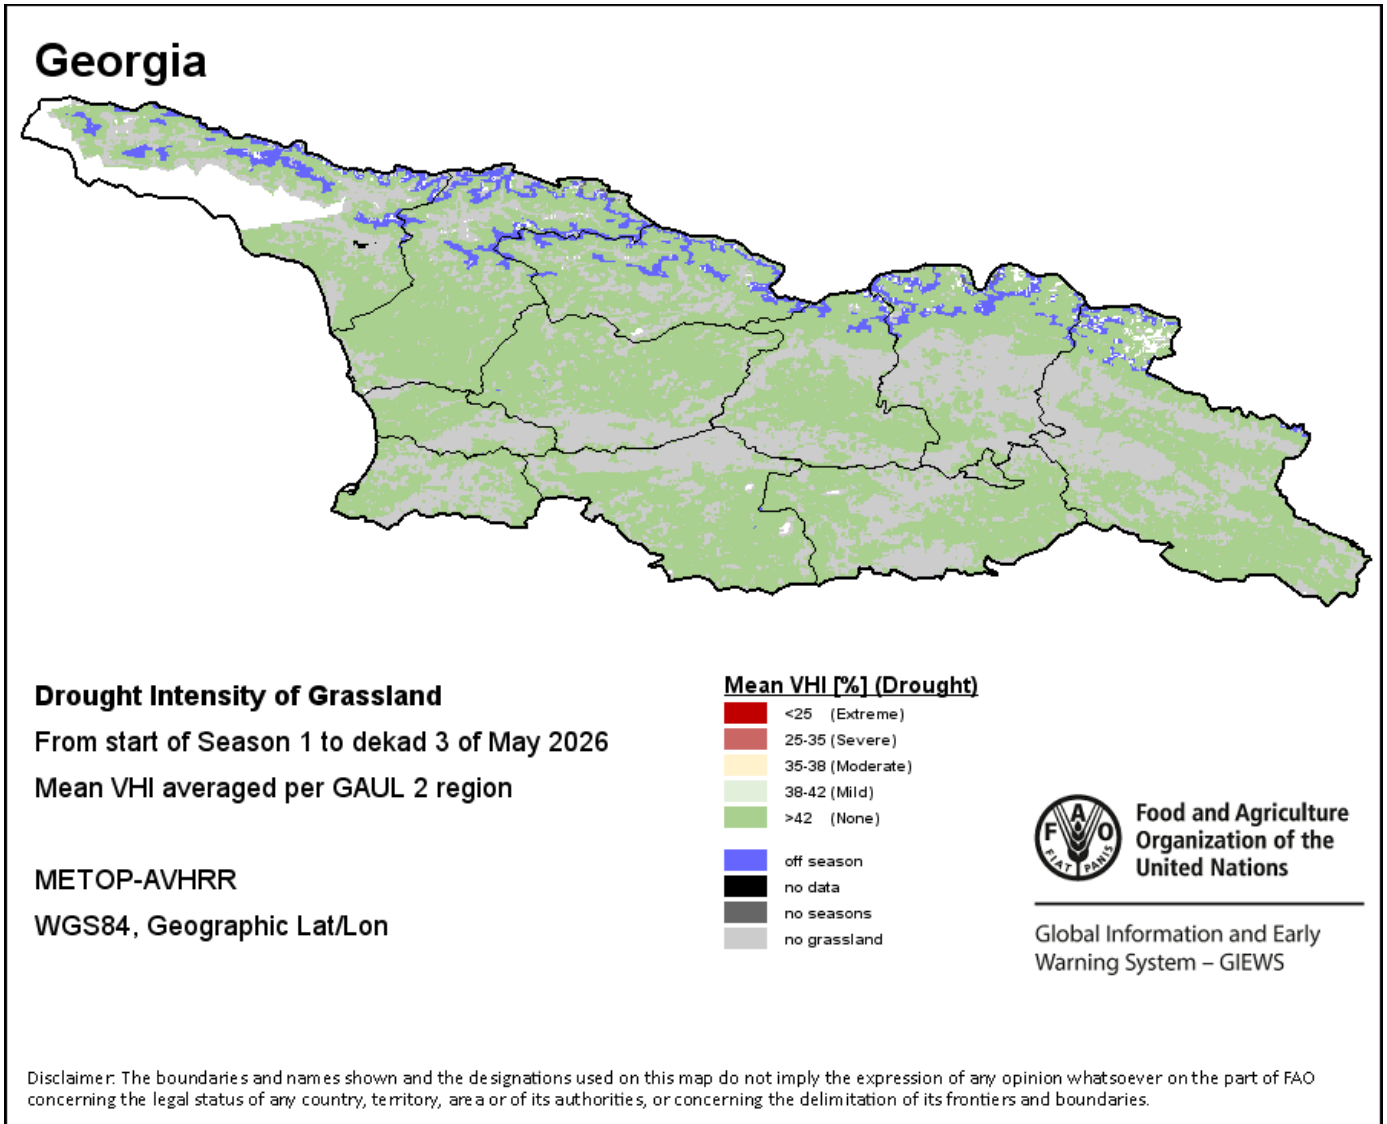 Georgia
Drought Intensity of Grassland
From start of Season 1 to dekad 3 of May 2026
Mean VHI averaged per GAUL 2 region
METOP-AVHRR
WGS84, Geographic Lat/Lon
Mean VHI [%] (Drought)
<25 (Extreme)
25-35 (Severe)
35-38 (Moderate)
38-42 (Mild)
>42 (None)
off season
no data
no seasons
no grassland
F A O
FIAT PANIS
Food and Agriculture
Organization of the
United Nations
Global Information and Early
Warning System – GIEWS
Disclaimer: The boundaries and names shown and the designations used on this map do not imply the expression of any opinion whatsoever on the part of FAO
concerning the legal status of any country, territory, area or of its authorities, or concerning the delimitation of its frontiers and boundaries.